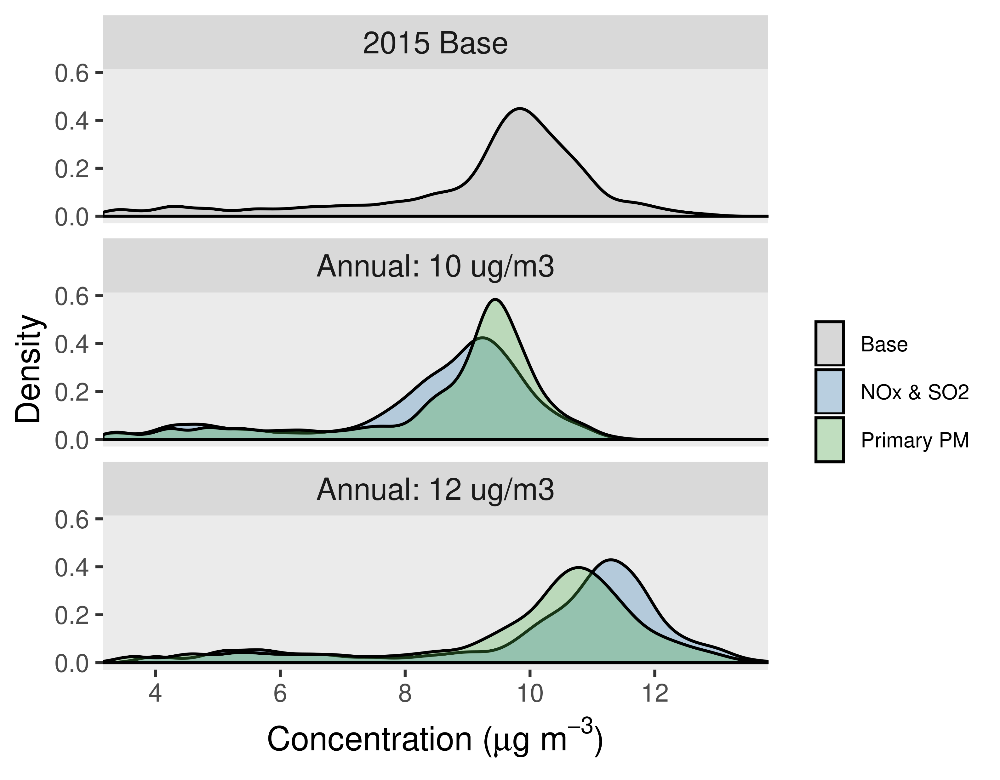 2015 Base
0.6
0.4
0.2
0.0
Annual: 10 ug/m3
0.6
0.4
0.2
0.0
Annual: 12 ug/m3
0.6
0.4
0.2
0.0
4 6 8 10 12
Concentration (µg m⁻³)
Density
Base
NOx & SO2
Primary PM